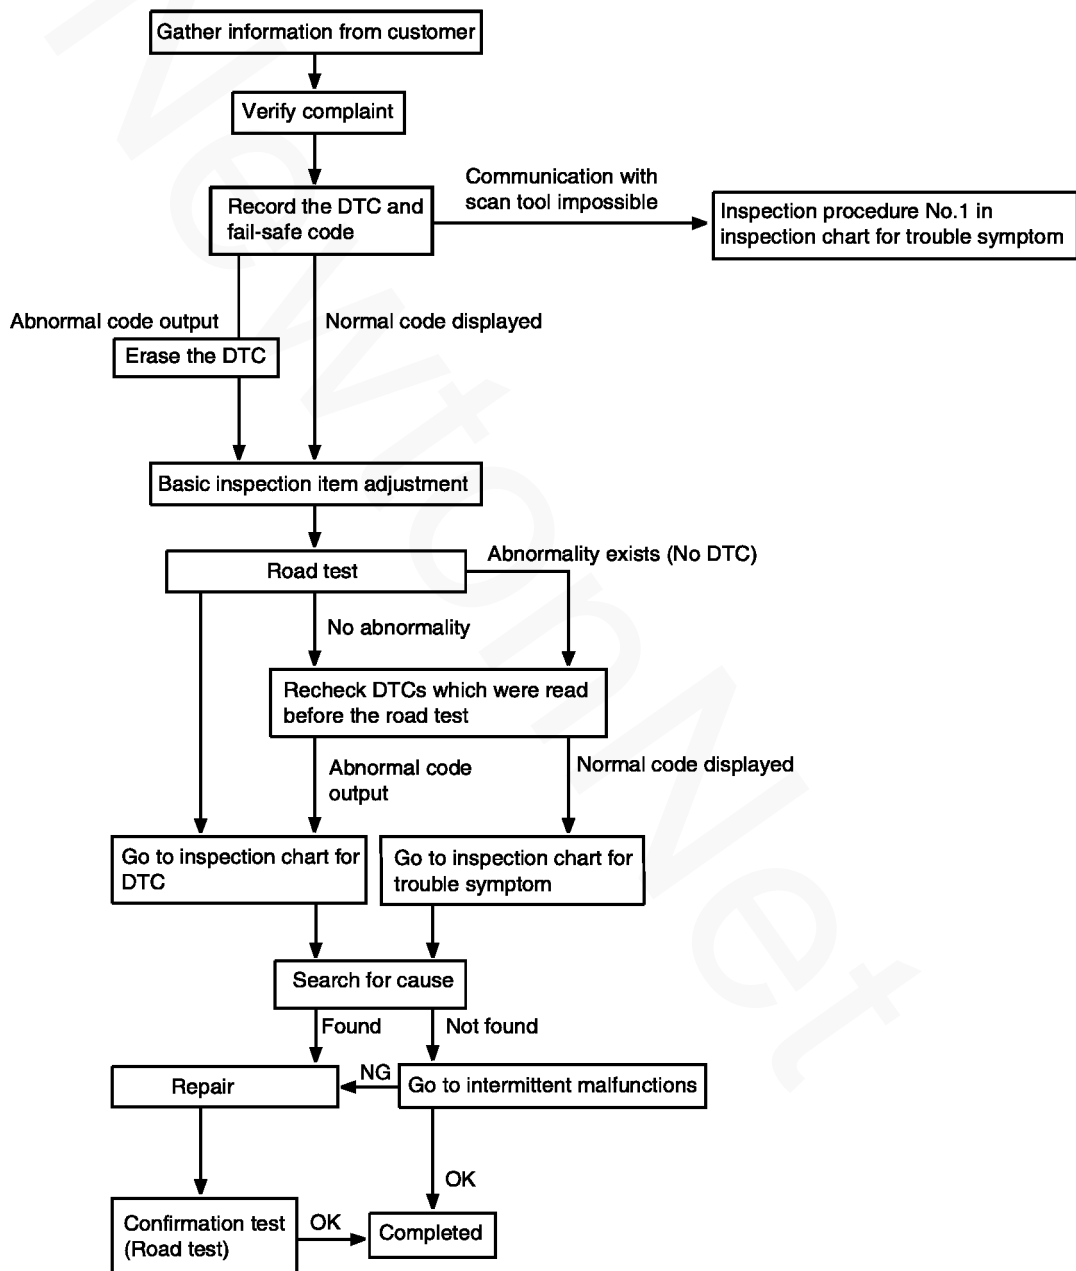 Gather information from customer
Verify complaint
Communication with
scan tool impossible
Record the DTC and
fail-safe code
Inspection procedure No.1 in
inspection chart for trouble symptom
Abnormal code output
Normal code displayed
Erase the DTC
Basic inspection item adjustment
Abnormality exists (No DTC)
Road test
No abnormality
Recheck DTCs which were read
before the road test
Abnormal code
output
Normal code displayed
Go to inspection chart for
DTC
Go to inspection chart for
trouble symptom
Search for cause
Found
Not found
Repair
NG
Go to intermittent malfunctions
OK
Confirmation test
(Road test)
OK
Completed
NewtonNet